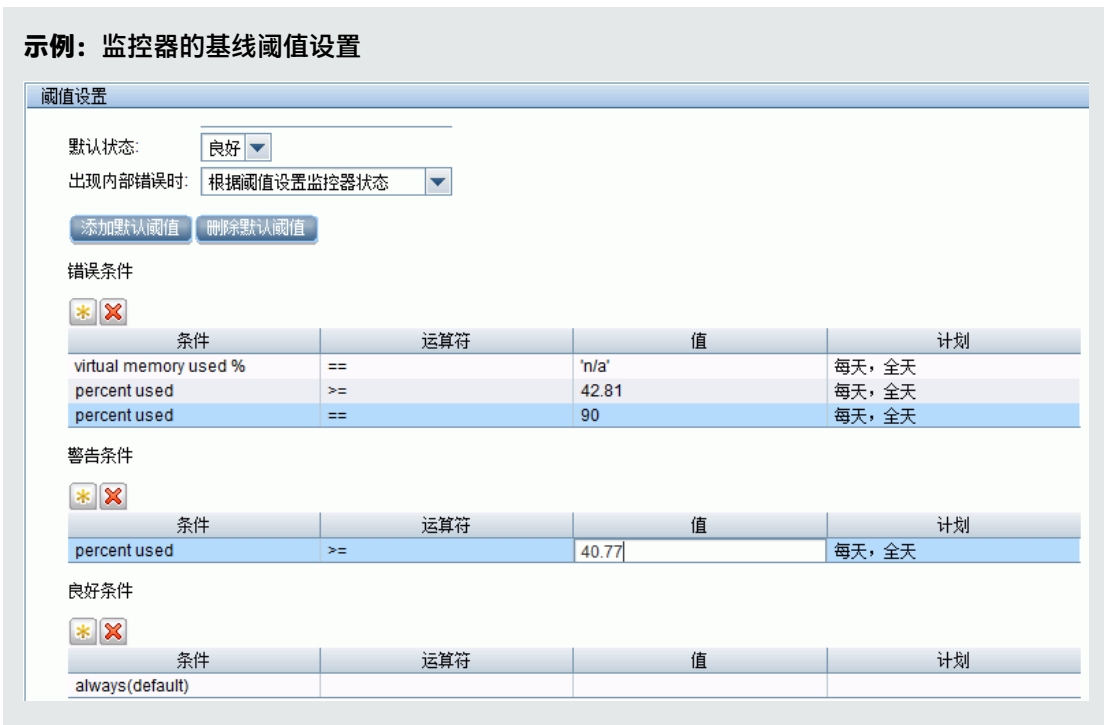 示例：监控器的基线阈值设置
阈值设置
默认状态: 良好
出现内部错误时: 根据阈值设置监控器状态
添加默认阈值 删除默认阈值
错误条件
条件 运算符 值 计划
virtual memory used % == 'n/a' 每天，全天
percent used >= 42.81 每天，全天
percent used == 90 每天，全天
警告条件
条件 运算符 值 计划
percent used >= 40.77 每天，全天
良好条件
条件 运算符 值 计划
always(default)